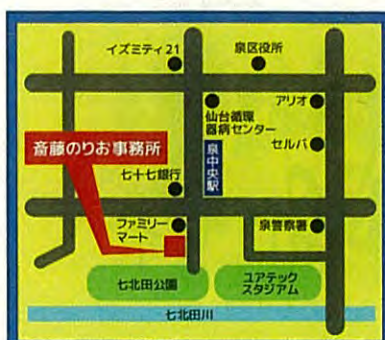 イズミティ21
泉区役所
アリオ
仙台循環
器病センター
セルバ
斎藤のりお事務所
泉中央駅
七十七銀行
ファミリー
マート
泉警察署
七北田公園
ユアテック
スタジアム
七北田川